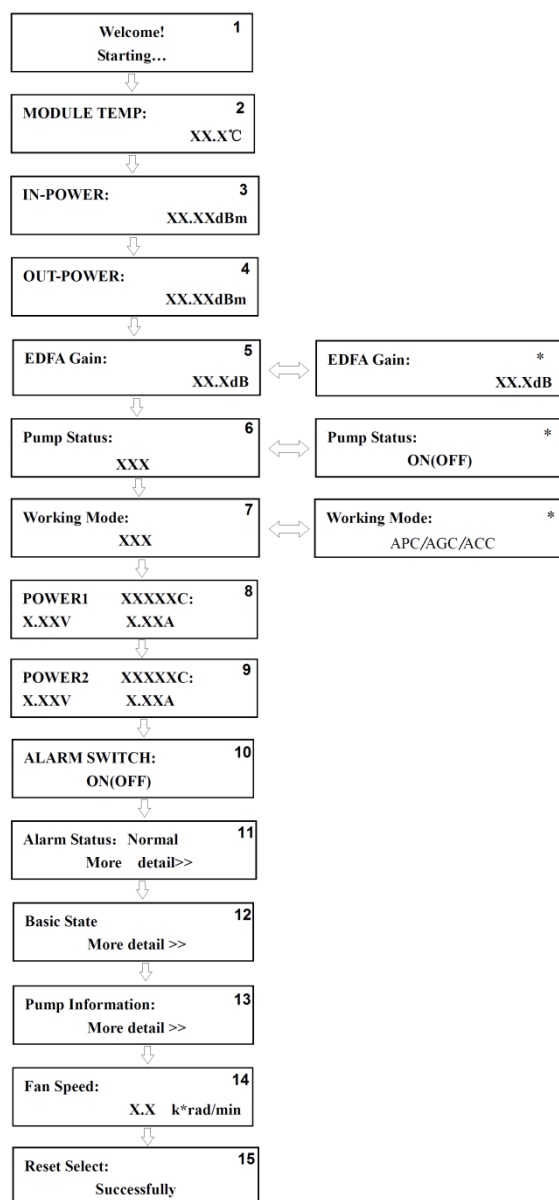 Welcome! 1
Starting…
MODULE TEMP: 2
XX.X℃
IN-POWER: 3
XX.XXdBm
OUT-POWER: 4
XX.XXdBm
EDFA Gain: 5
XX.XdB
EDFA Gain: *
XX.XdB
Pump Status: 6
XXX
Pump Status: *
ON(OFF)
Working Mode: 7
XXX
Working Mode: *
APC/AGC/ACC
POWER1 XXXXXC: 8
X.XXV X.XXA
POWER2 XXXXXC: 9
X.XXV X.XXA
ALARM SWITCH: 10
ON(OFF)
Alarm Status: Normal 11
More detail>>
Basic State 12
More detail >>
Pump Information: 13
More detail >>
Fan Speed: 14
X.X k*rad/min
Reset Select: 15
Successfully